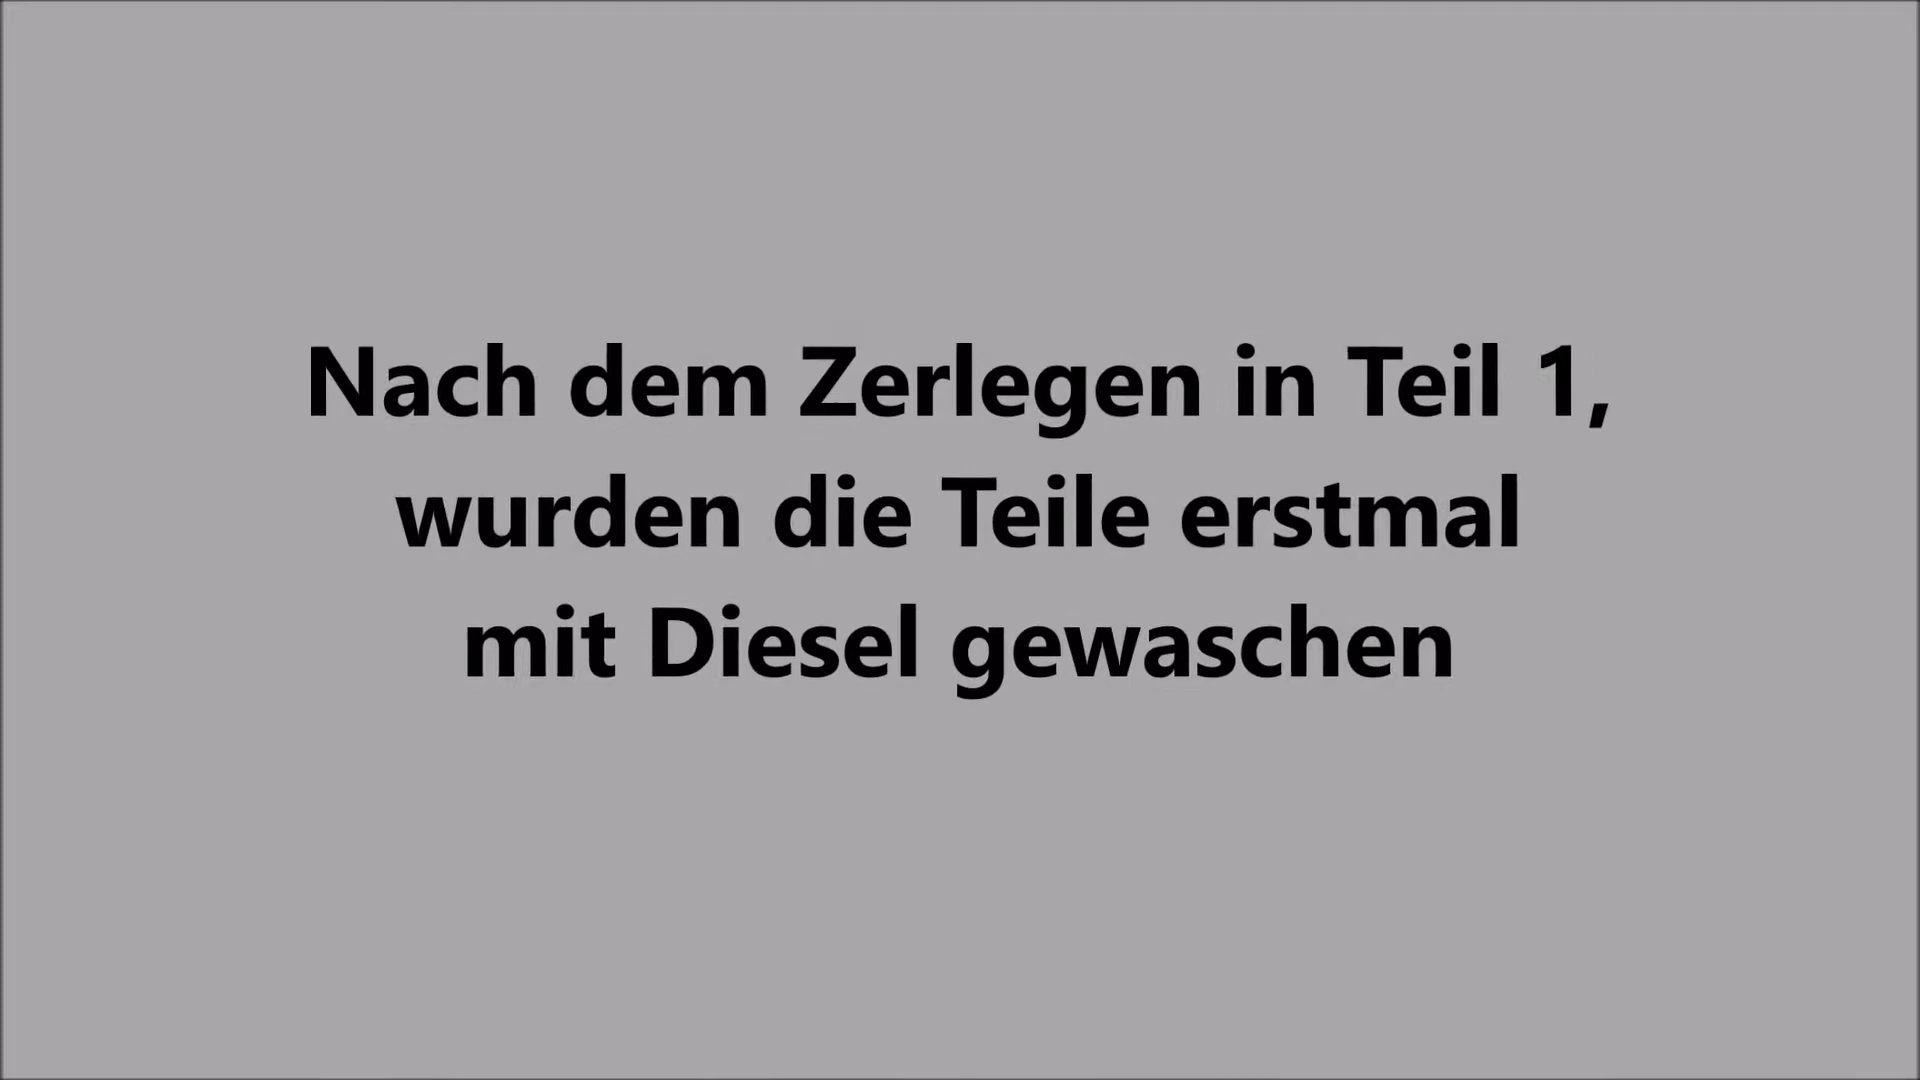 Nach dem Zerlegen in Teil 1,
wurden die Teile erstmal
mit Diesel gewaschen